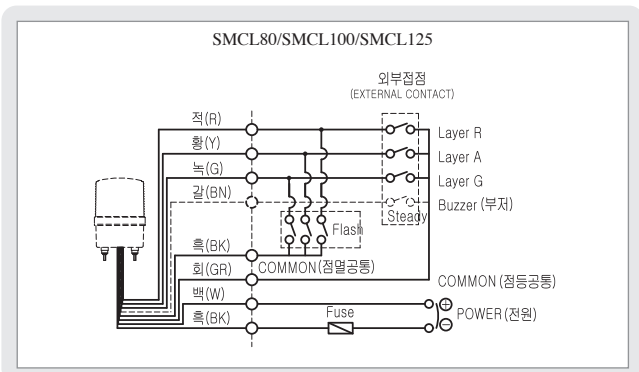 SMCL80/SMCL100/SMCL125
외부접점
(EXTERNAL CONTACT)
적(R)
Layer R
황(Y)
Layer A
녹(G)
Layer G
갈(BN)
Buzzer (부저)
Steady
Flash
흑(BK)
COMMON (점멸공통)
회(GR)
COMMON (점등공통)
백(W)
⊕
POWER (전원)
Fuse
흑(BK)
⊖